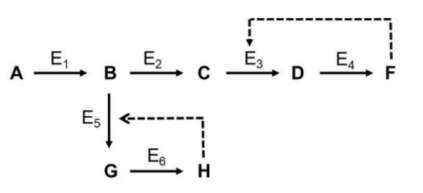 A E₁ B E₂ C E₃ D E₄ F
E₅
G E₆ H